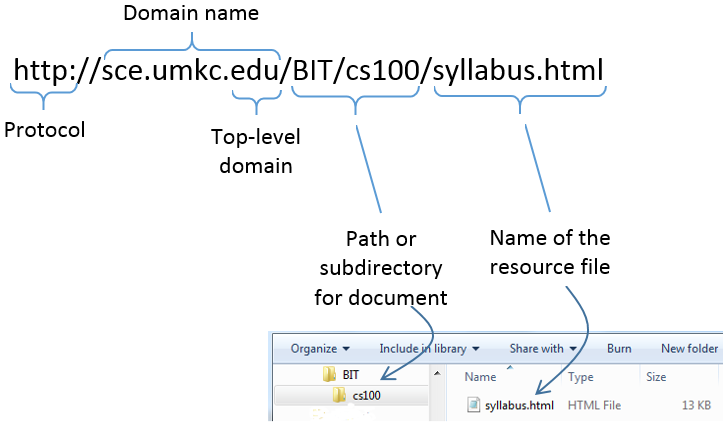 Domain name
http://sce.umkc.edu/BIT/cs100/syllabus.html
Protocol
Top-level
domain
Path or
subdirectory
for document
Name of the
resource file
Organize Include in library Share with Burn New folder
BIT
cs100
Name Type Size
syllabus.html HTML File 13 KB